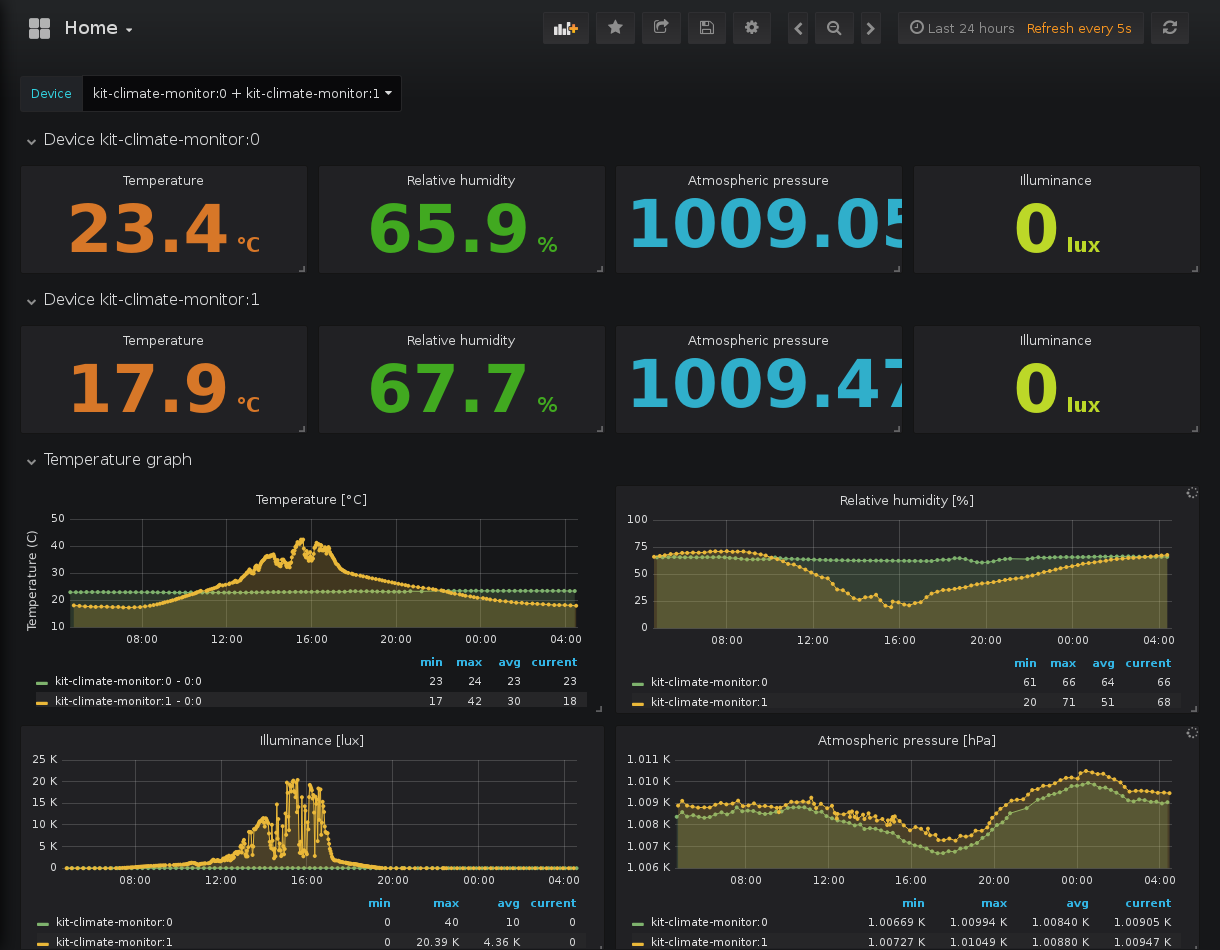 Home
Last 24 hours Refresh every 5s
Device kit-climate-monitor:0 + kit-climate-monitor:1
Device kit-climate-monitor:0
Temperature Relative humidity Atmospheric pressure Illuminance
23.4 °C 65.9 % 1009.05 0 lux
Device kit-climate-monitor:1
Temperature Relative humidity Atmospheric pressure Illuminance
17.9 °C 67.7 % 1009.47 0 lux
Temperature graph
Temperature [°C]
Temperature (C)
50
40
30
20
10
08:00 12:00 16:00 20:00 00:00 04:00
min max avg current
kit-climate-monitor:0 - 0:0 23 24 23 23
kit-climate-monitor:1 - 0:0 17 42 30 18
Relative humidity [%]
100
75
50
25
0
08:00 12:00 16:00 20:00 00:00 04:00
min max avg current
kit-climate-monitor:0 61 66 64 66
kit-climate-monitor:1 20 71 51 68
Illuminance [lux]
25 K
20 K
15 K
10 K
5 K
0
08:00 12:00 16:00 20:00 00:00 04:00
min max avg current
kit-climate-monitor:0 0 40 10 0
kit-climate-monitor:1 0 20.39 K 4.36 K 0
Atmospheric pressure [hPa]
1.011 K
1.010 K
1.009 K
1.008 K
1.007 K
1.006 K
08:00 12:00 16:00 20:00 00:00 04:00
min max avg current
kit-climate-monitor:0 1.00669 K 1.00994 K 1.00840 K 1.00905 K
kit-climate-monitor:1 1.00727 K 1.01049 K 1.00880 K 1.00947 K